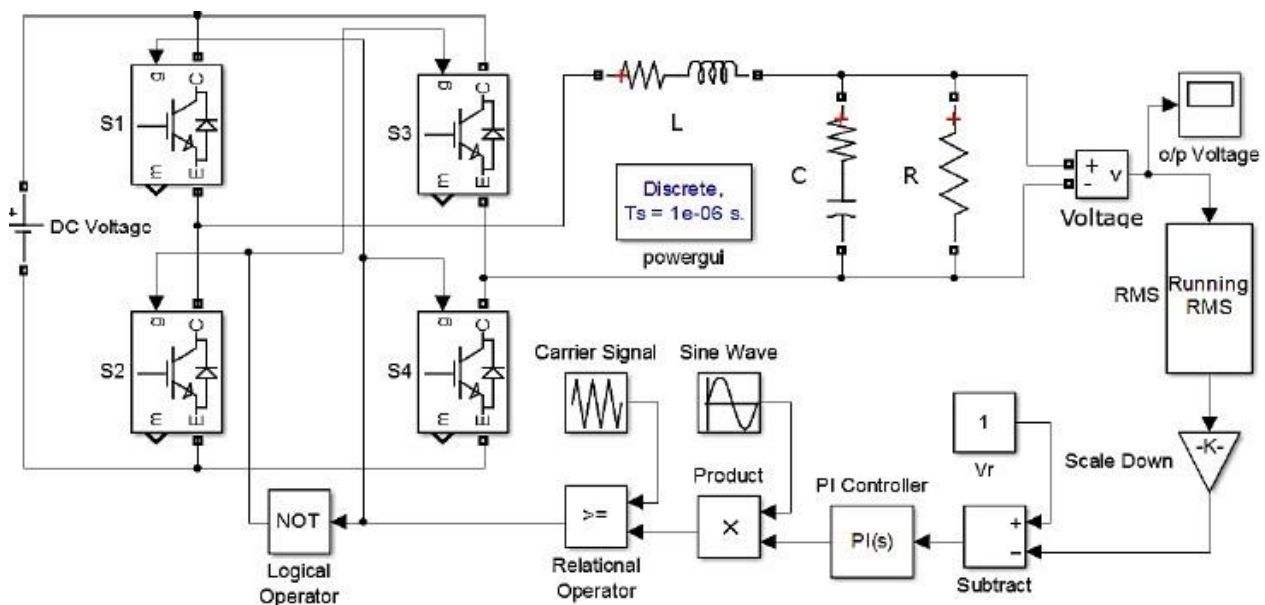 g
C
S1
m
E
g
C
S3
m
E
L
C
R
+
-
v
Voltage
o/p Voltage
+
DC Voltage
Discrete,
Ts = 1e-06 s.
powergui
RMS
Running
RMS
g
C
S2
m
E
g
C
S4
m
E
Carrier Signal
Sine Wave
1
Vr
Scale Down
-K-
NOT
Logical
Operator
>=
Relational
Operator
Product
×
PI Controller
PI(s)
+
−
Subtract